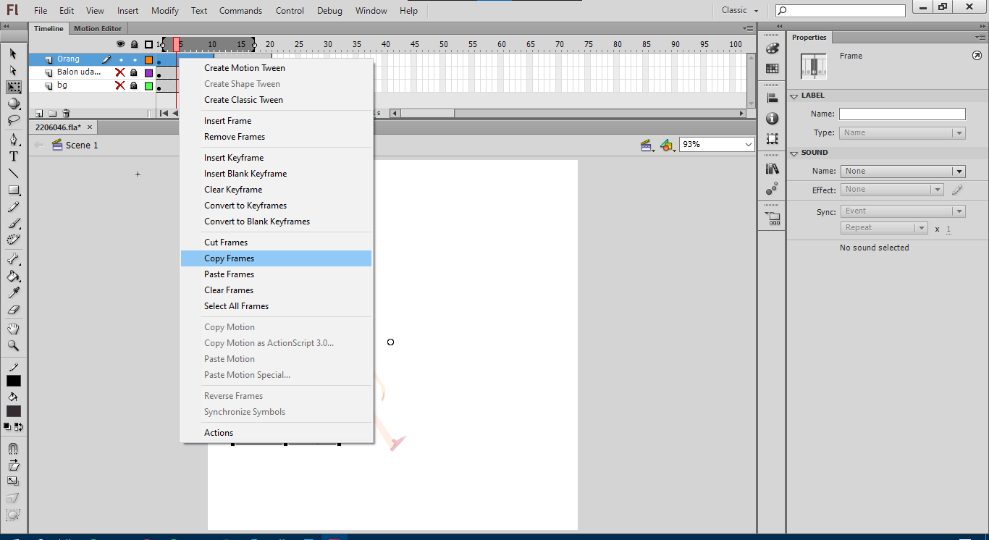 Fl File Edit View Insert Modify Text Commands Control Debug Window Help Classic
Timeline Motion Editor
1 5 10 15 20 25 30 35 40 45 50 55 60 65 70 75 80 85 90 95 100
Orang
Balon uda...
bg
s
2206046.fla* ×
Scene 1
93%
Create Motion Tween
Create Shape Tween
Create Classic Tween
Insert Frame
Remove Frames
Insert Keyframe
Insert Blank Keyframe
Clear Keyframe
Convert to Keyframes
Convert to Blank Keyframes
Cut Frames
Copy Frames
Paste Frames
Clear Frames
Select All Frames
Copy Motion
Copy Motion as ActionScript 3.0...
Paste Motion
Paste Motion Special...
Reverse Frames
Synchronize Symbols
Actions
Properties
Frame
LABEL
Name:
Type: Name
SOUND
Name: None
Effect: None
Sync: Event
Repeat x 1
No sound selected